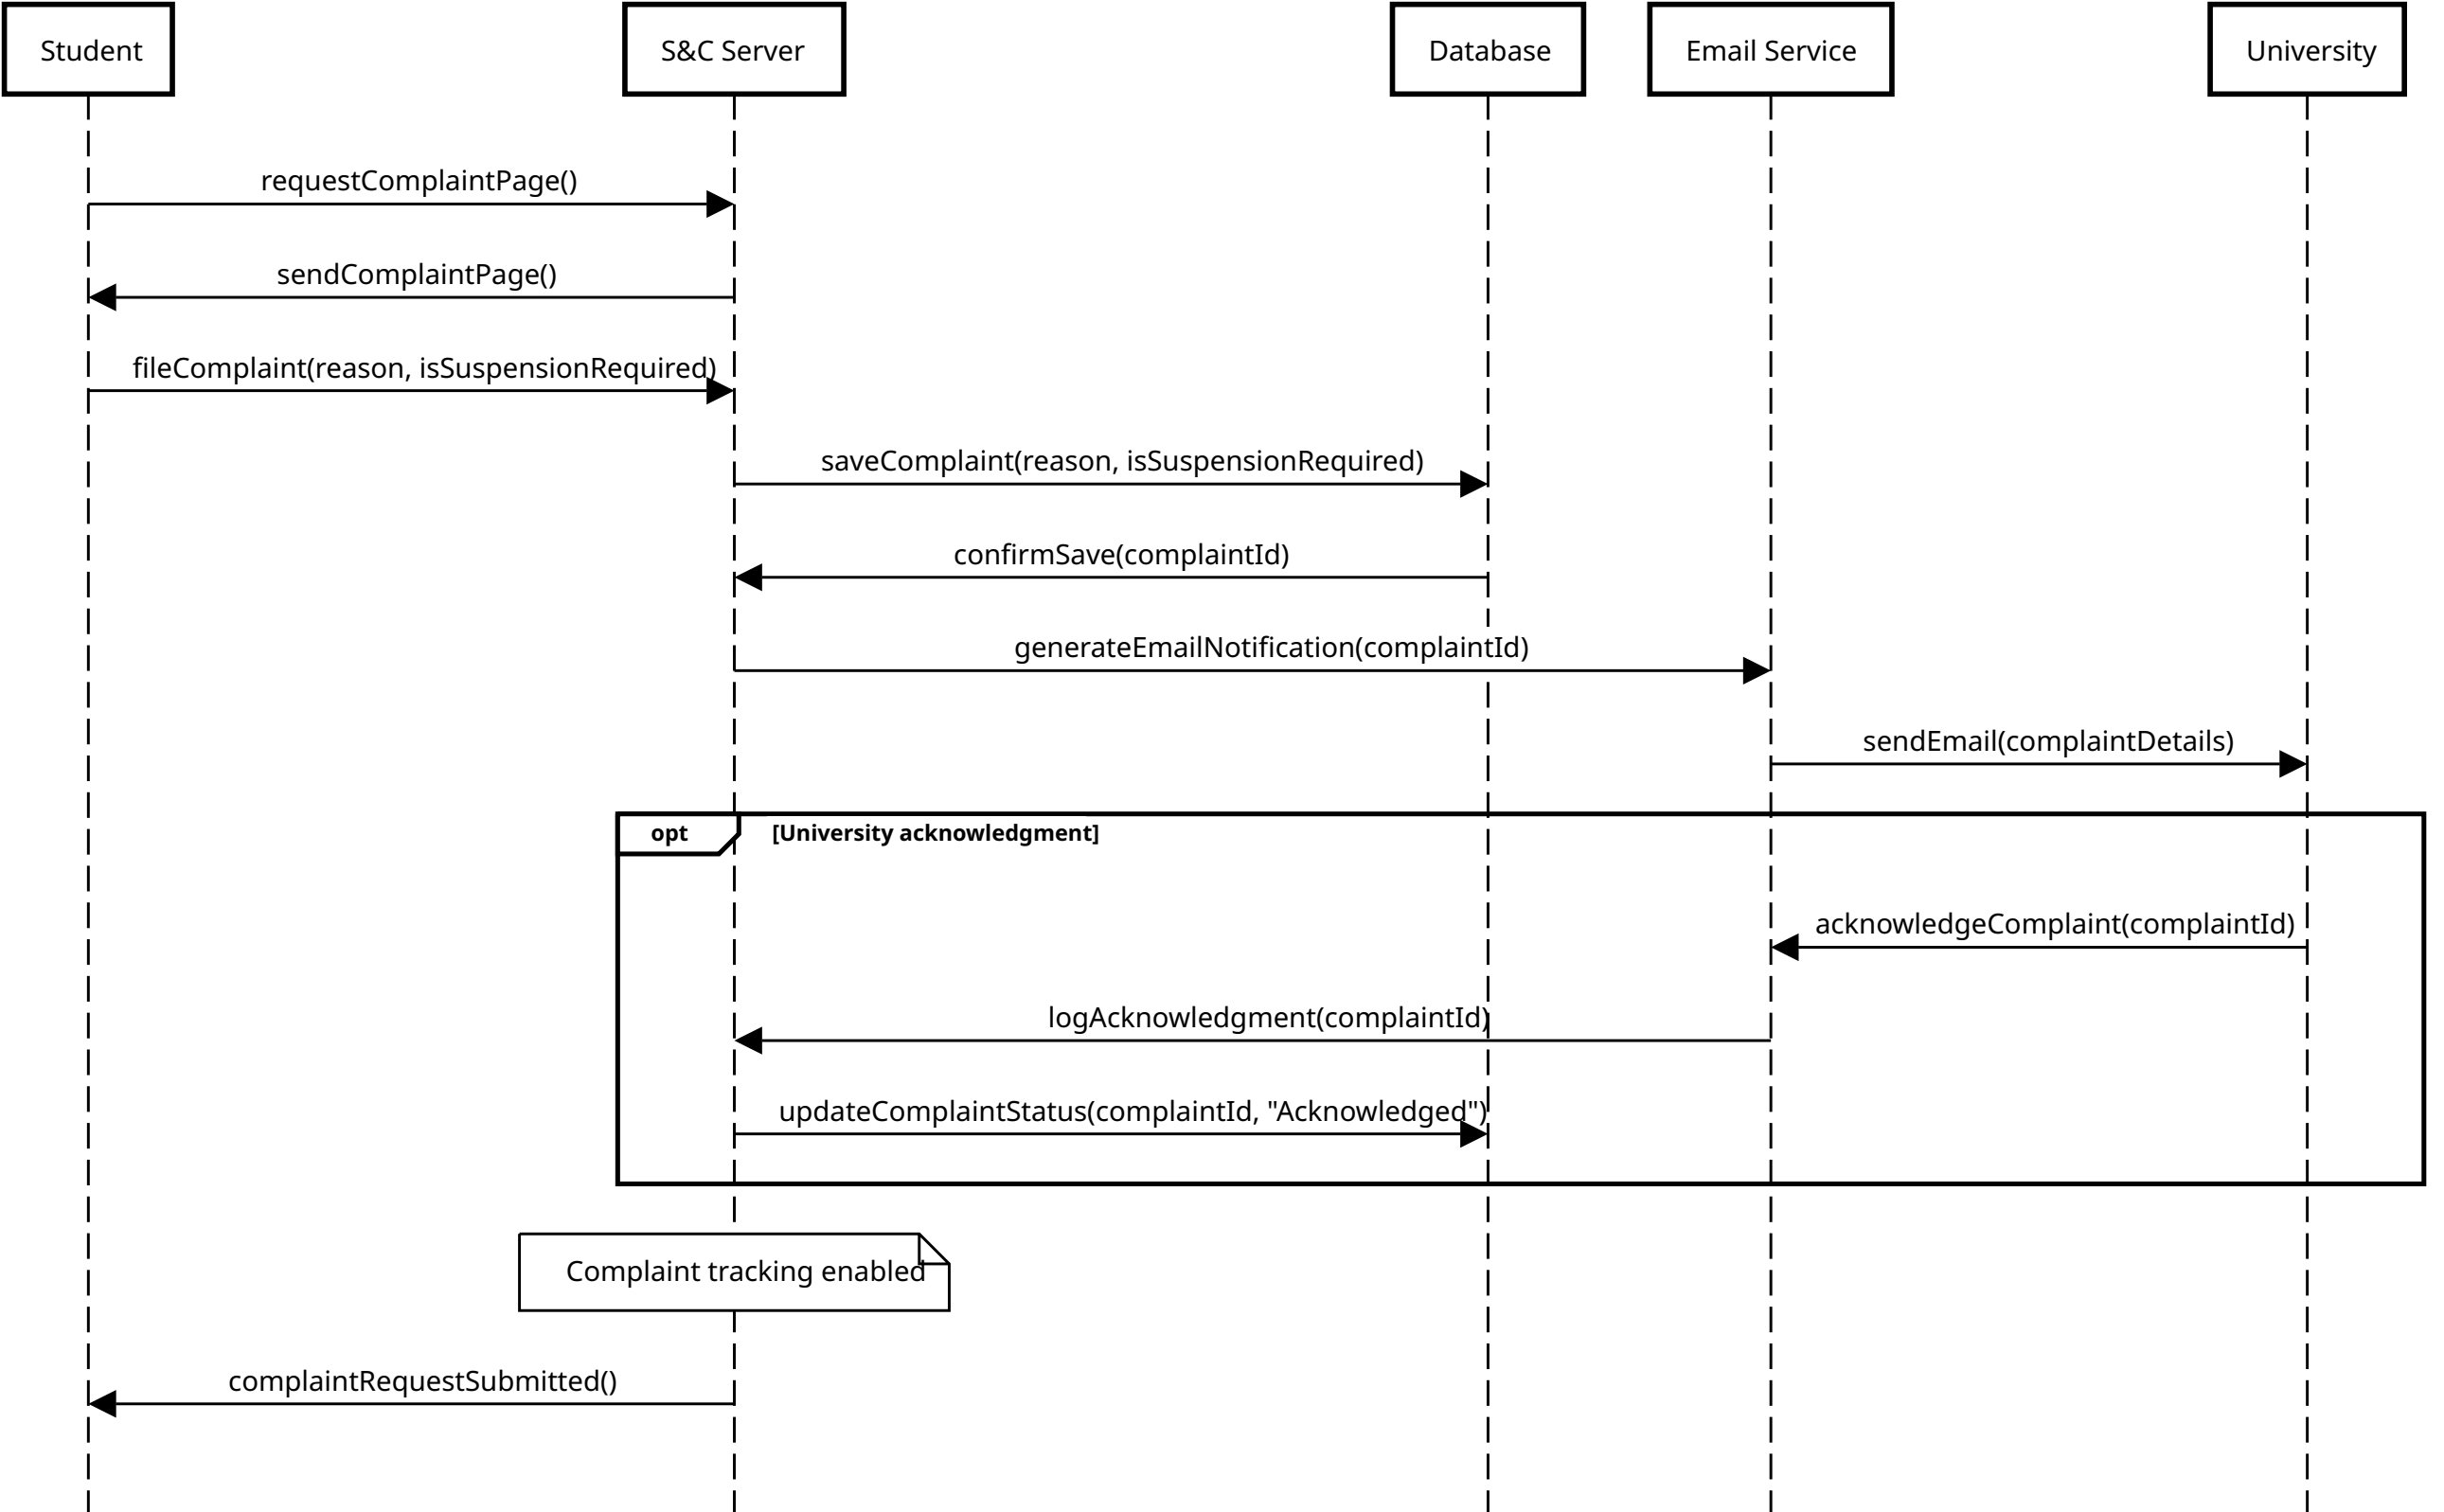 Student
S&C Server
Database
Email Service
University
requestComplaintPage()
sendComplaintPage()
fileComplaint(reason, isSuspensionRequired)
saveComplaint(reason, isSuspensionRequired)
confirmSave(complaintId)
generateEmailNotification(complaintId)
sendEmail(complaintDetails)
opt
[University acknowledgment]
acknowledgeComplaint(complaintId)
logAcknowledgment(complaintId)
updateComplaintStatus(complaintId, "Acknowledged")
Complaint tracking enabled
complaintRequestSubmitted()